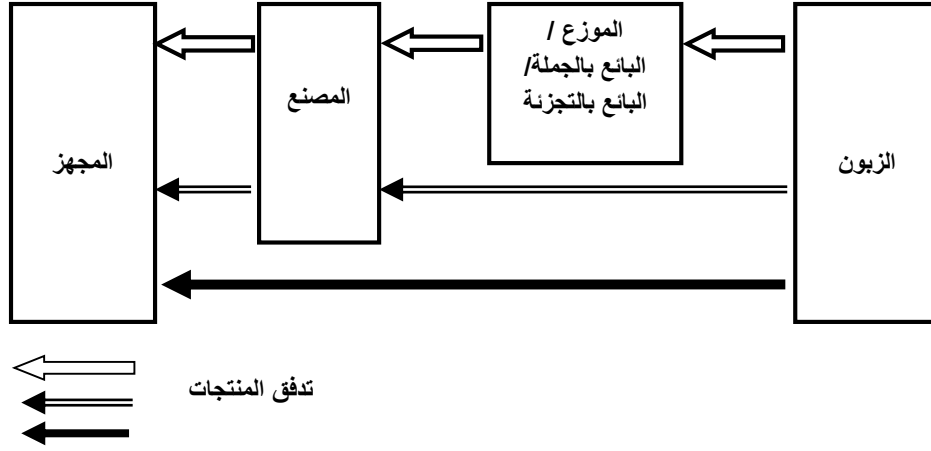 الزبون
الموزع /
البائع بالجملة/
البائع بالتجزئة
المصنع
المجهز
تدفق المنتجات